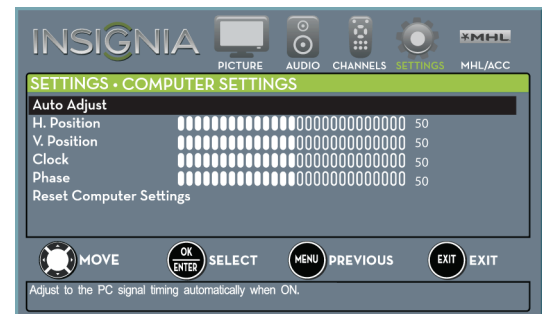 INSIGNIA
PICTURE AUDIO CHANNELS SETTINGS MHL MHL/ACC
SETTINGS • COMPUTER SETTINGS
Auto Adjust
H. Position 50
V. Position 50
Clock 50
Phase 50
Reset Computer Settings
MOVE OK ENTER SELECT MENU PREVIOUS EXIT EXIT
Adjust to the PC signal timing automatically when ON.